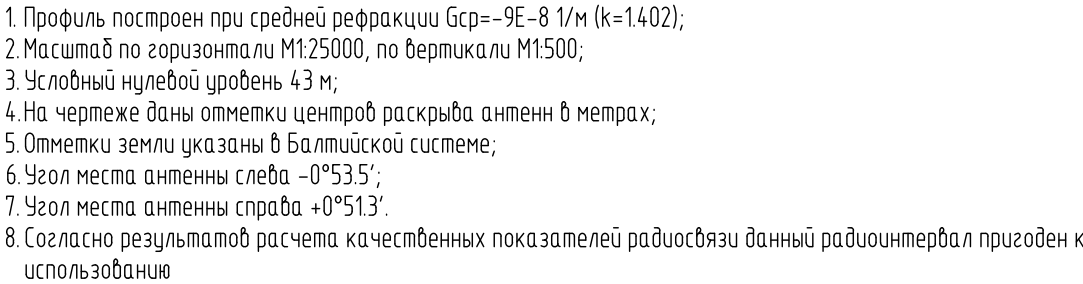 1. Профиль построен при средней рефракции Gср=-9E-8 1/м (k=1.402);
2. Масштаб по горизонтали М1:25000, по вертикали М1:500;
3. Условный нулевой уровень 43 м;
4. На чертеже даны отметки центров раскрыва антенн в метрах;
5. Отметки земли указаны в Балтийской системе;
6. Угол места антенны слева -0°53.5';
7. Угол места антенны справа +0°51.3'.
8. Согласно результатов расчета качественных показателей радиосвязи данный радиоинтервал пригоден к
использованию